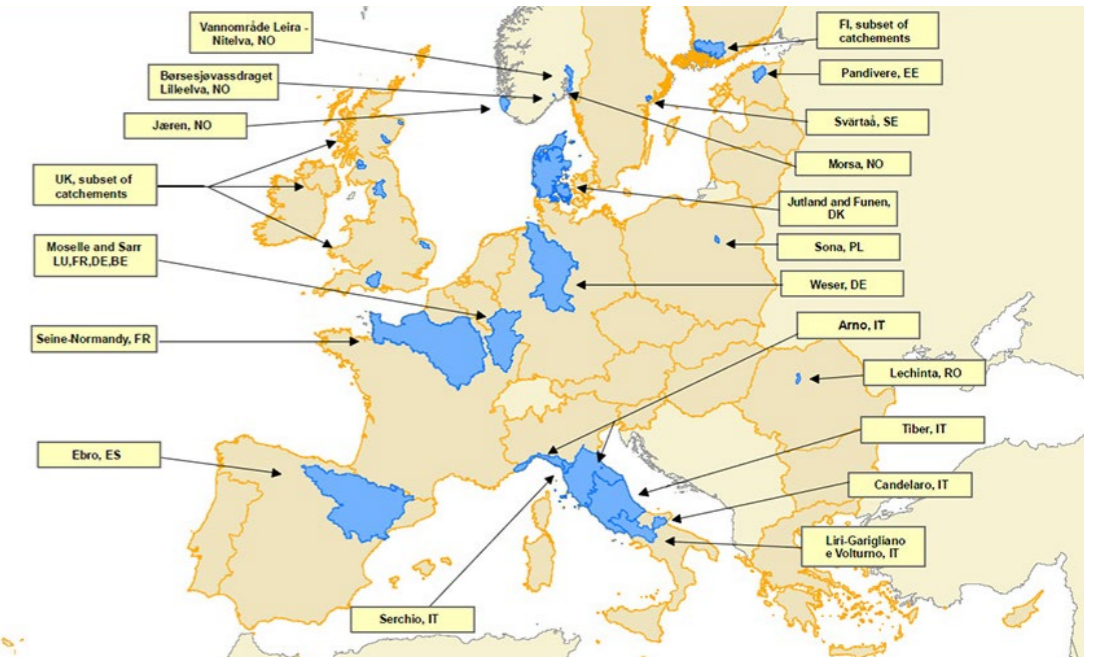 Vannområde Leira -
Nitelva, NO
FI, subset of
catchements
Børsesjøvassdraget
Lilleelva, NO
Pandivere, EE
Jæren, NO
Svärtaå, SE
Morsa, NO
UK, subset of
catchements
Jutland and Funen,
DK
Moselle and Sarr
LU,FR,DE,BE
Sona, PL
Weser, DE
Seine-Normandy, FR
Arno, IT
Lechinta, RO
Tiber, IT
Ebro, ES
Candelaro, IT
Liri-Garigliano
e Volturno, IT
Serchio, IT